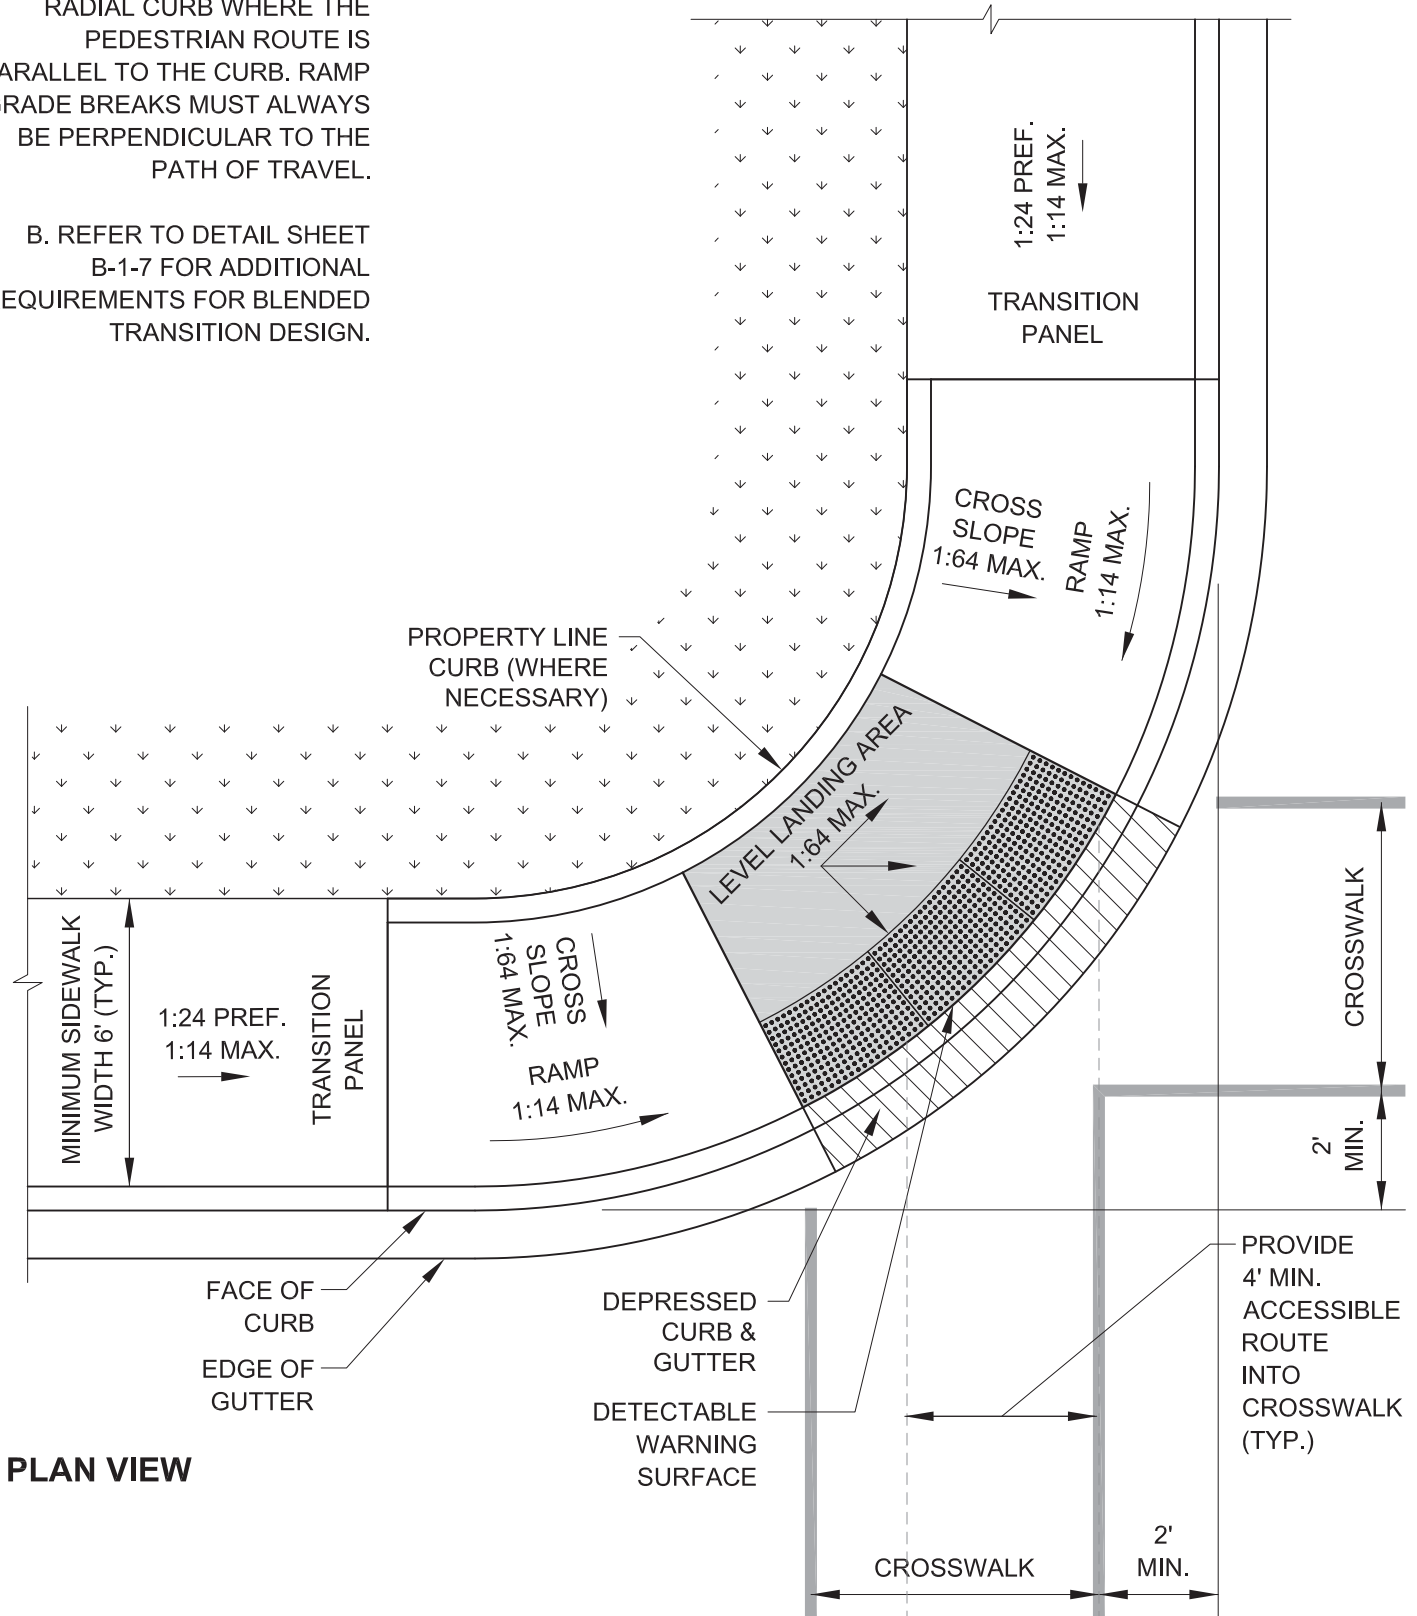 RADIAL CURB WHERE THE
PEDESTRIAN ROUTE IS
PARALLEL TO THE CURB. RAMP
GRADE BREAKS MUST ALWAYS
BE PERPENDICULAR TO THE
PATH OF TRAVEL.
B. REFER TO DETAIL SHEET
B-1-7 FOR ADDITIONAL
REQUIREMENTS FOR BLENDED
TRANSITION DESIGN.
1:24 PREF.
1:14 MAX.
TRANSITION
PANEL
CROSS
SLOPE
1:64 MAX.
RAMP
1:14 MAX.
PROPERTY LINE
CURB (WHERE
NECESSARY)
LEVEL LANDING AREA
1:64 MAX.
MINIMUM SIDEWALK
WIDTH 6' (TYP.)
1:24 PREF.
1:14 MAX.
TRANSITION
PANEL
CROSS
SLOPE
1:64 MAX.
RAMP
1:14 MAX.
CROSSWALK
2'
MIN.
FACE OF
CURB
EDGE OF
GUTTER
DEPRESSED
CURB &
GUTTER
DETECTABLE
WARNING
SURFACE
PROVIDE
4' MIN.
ACCESSIBLE
ROUTE
INTO
CROSSWALK
(TYP.)
PLAN VIEW
CROSSWALK
2'
MIN.